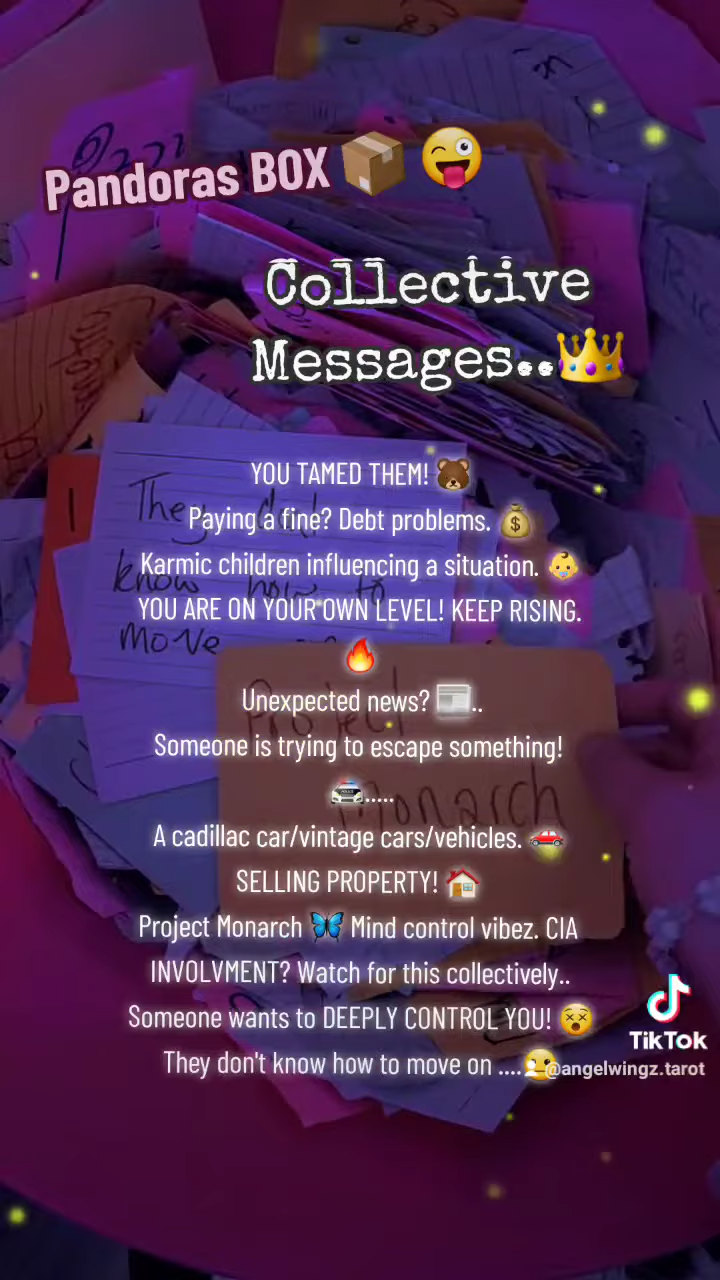 Pandoras BOX 📦 😜
Collective
Messages..👑
YOU TAMED THEM! 🐻
Paying a fine? Debt problems. 💰
Karmic children influencing a situation. 👶
YOU ARE ON YOUR OWN LEVEL! KEEP RISING.
🔥
Unexpected news? 📰..
Someone is trying to escape something!
🚔.....
A cadillac car/vintage cars/vehicles. 🚗
SELLING PROPERTY! 🏠
Project Monarch 🦋 Mind control vibez. CIA
INVOLVMENT? Watch for this collectively..
Someone wants to DEEPLY CONTROL YOU! 😵
They don't know how to move on ....
They don't
know how to
move on
Project
Monarch
TikTok
@angelwingz.tarot